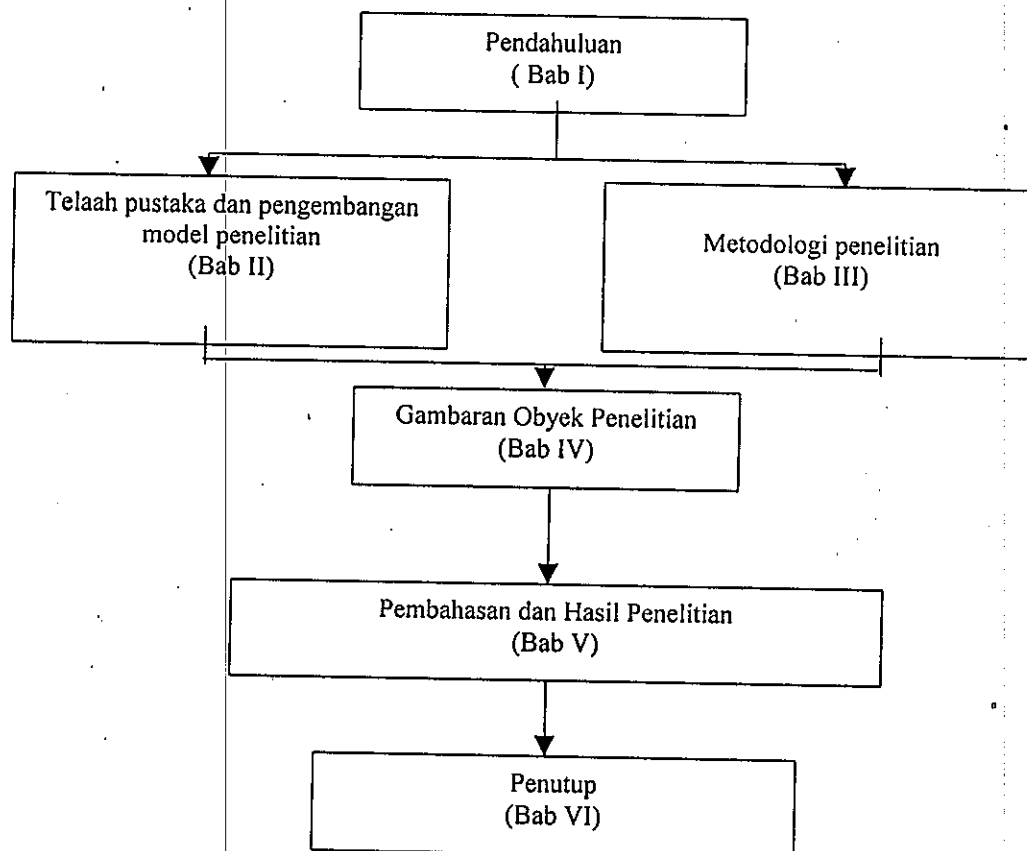 Pendahuluan
( Bab I)
Telaah pustaka dan pengembangan
model penelitian
(Bab II)
Metodologi penelitian
(Bab III)
Gambaran Obyek Penelitian
(Bab IV)
Pembahasan dan Hasil Penelitian
(Bab V)
Penutup
(Bab VI)